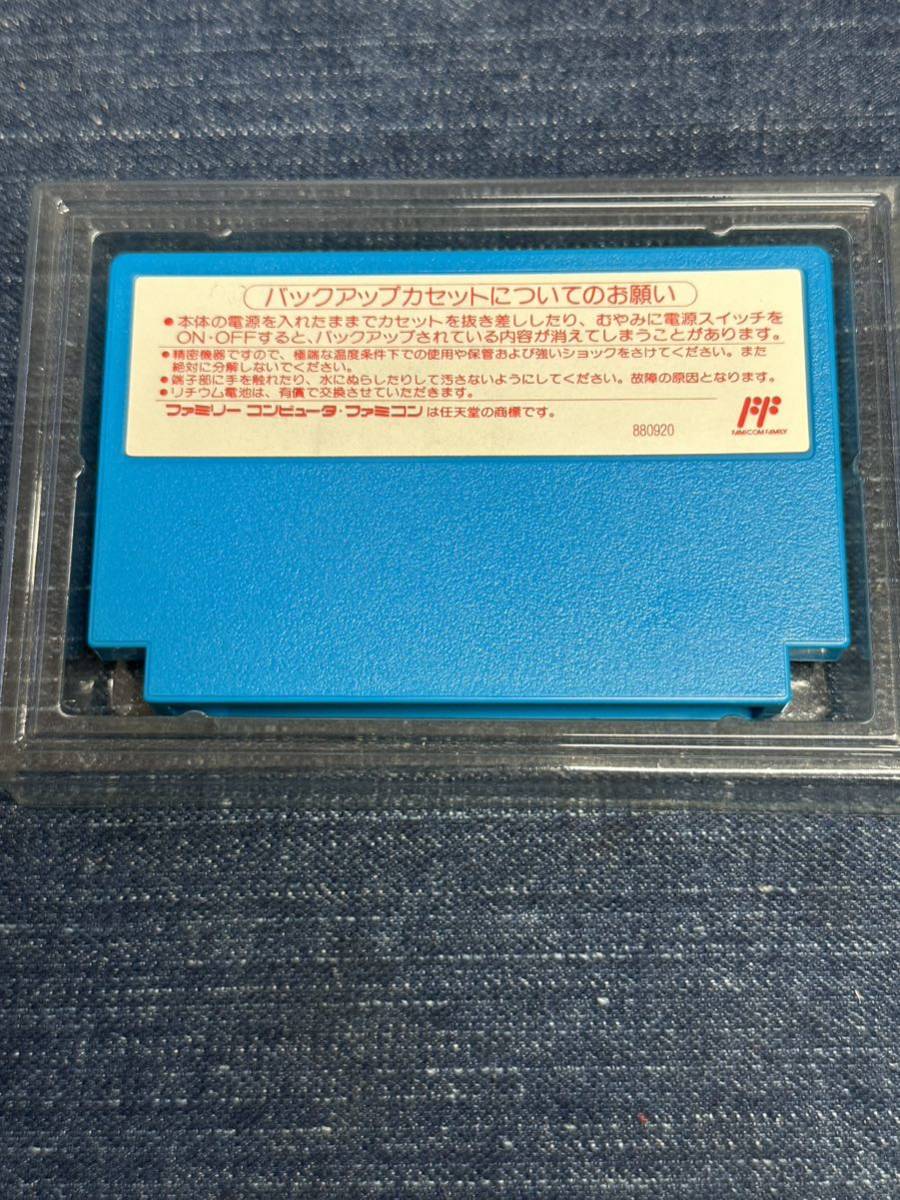 バックアップカセットについてのお願い
●本体の電源を入れたままでカセットを抜き差ししたり、むやみに電源スイッチを
ON・OFFすると、バックアップされている内容が消えてしまうことがあります。
●精密機器ですので、極端な温度条件下での使用や保管および強いショックをさけてください。また
絶対に分解しないでください。
●端子部に手を触れたり、水にぬらしたりして汚さないようにしてください。故障の原因となります。
●リチウム電池は、有償で交換させていただきます。
ファミリー コンピュータ・ファミコンは任天堂の商標です。
880920
FAMICOM FAMILY